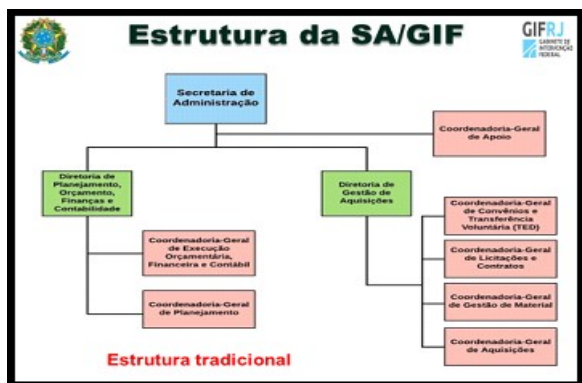 Estrutura da SA/GIF
GIFRJ
GABINETE DE
INTERVENÇÃO
FEDERAL
Secretaria de
Administração
Coordenadoria-Geral
de Apoio
Diretoria de
Planejamento,
Orçamento,
Finanças e
Contabilidade
Diretoria de
Gestão de
Aquisições
Coordenadoria-Geral
de Execução
Orçamentária,
Financeira e Contábil
Coordenadoria-Geral
de Planejamento
Coordenadoria-Geral
de Convênios e
Transferência
Voluntária (TED)
Coordenadoria-Geral
de Licitações e
Contratos
Coordenadoria-Geral
de Gestão de Material
Coordenadoria-Geral
de Aquisições
Estrutura tradicional